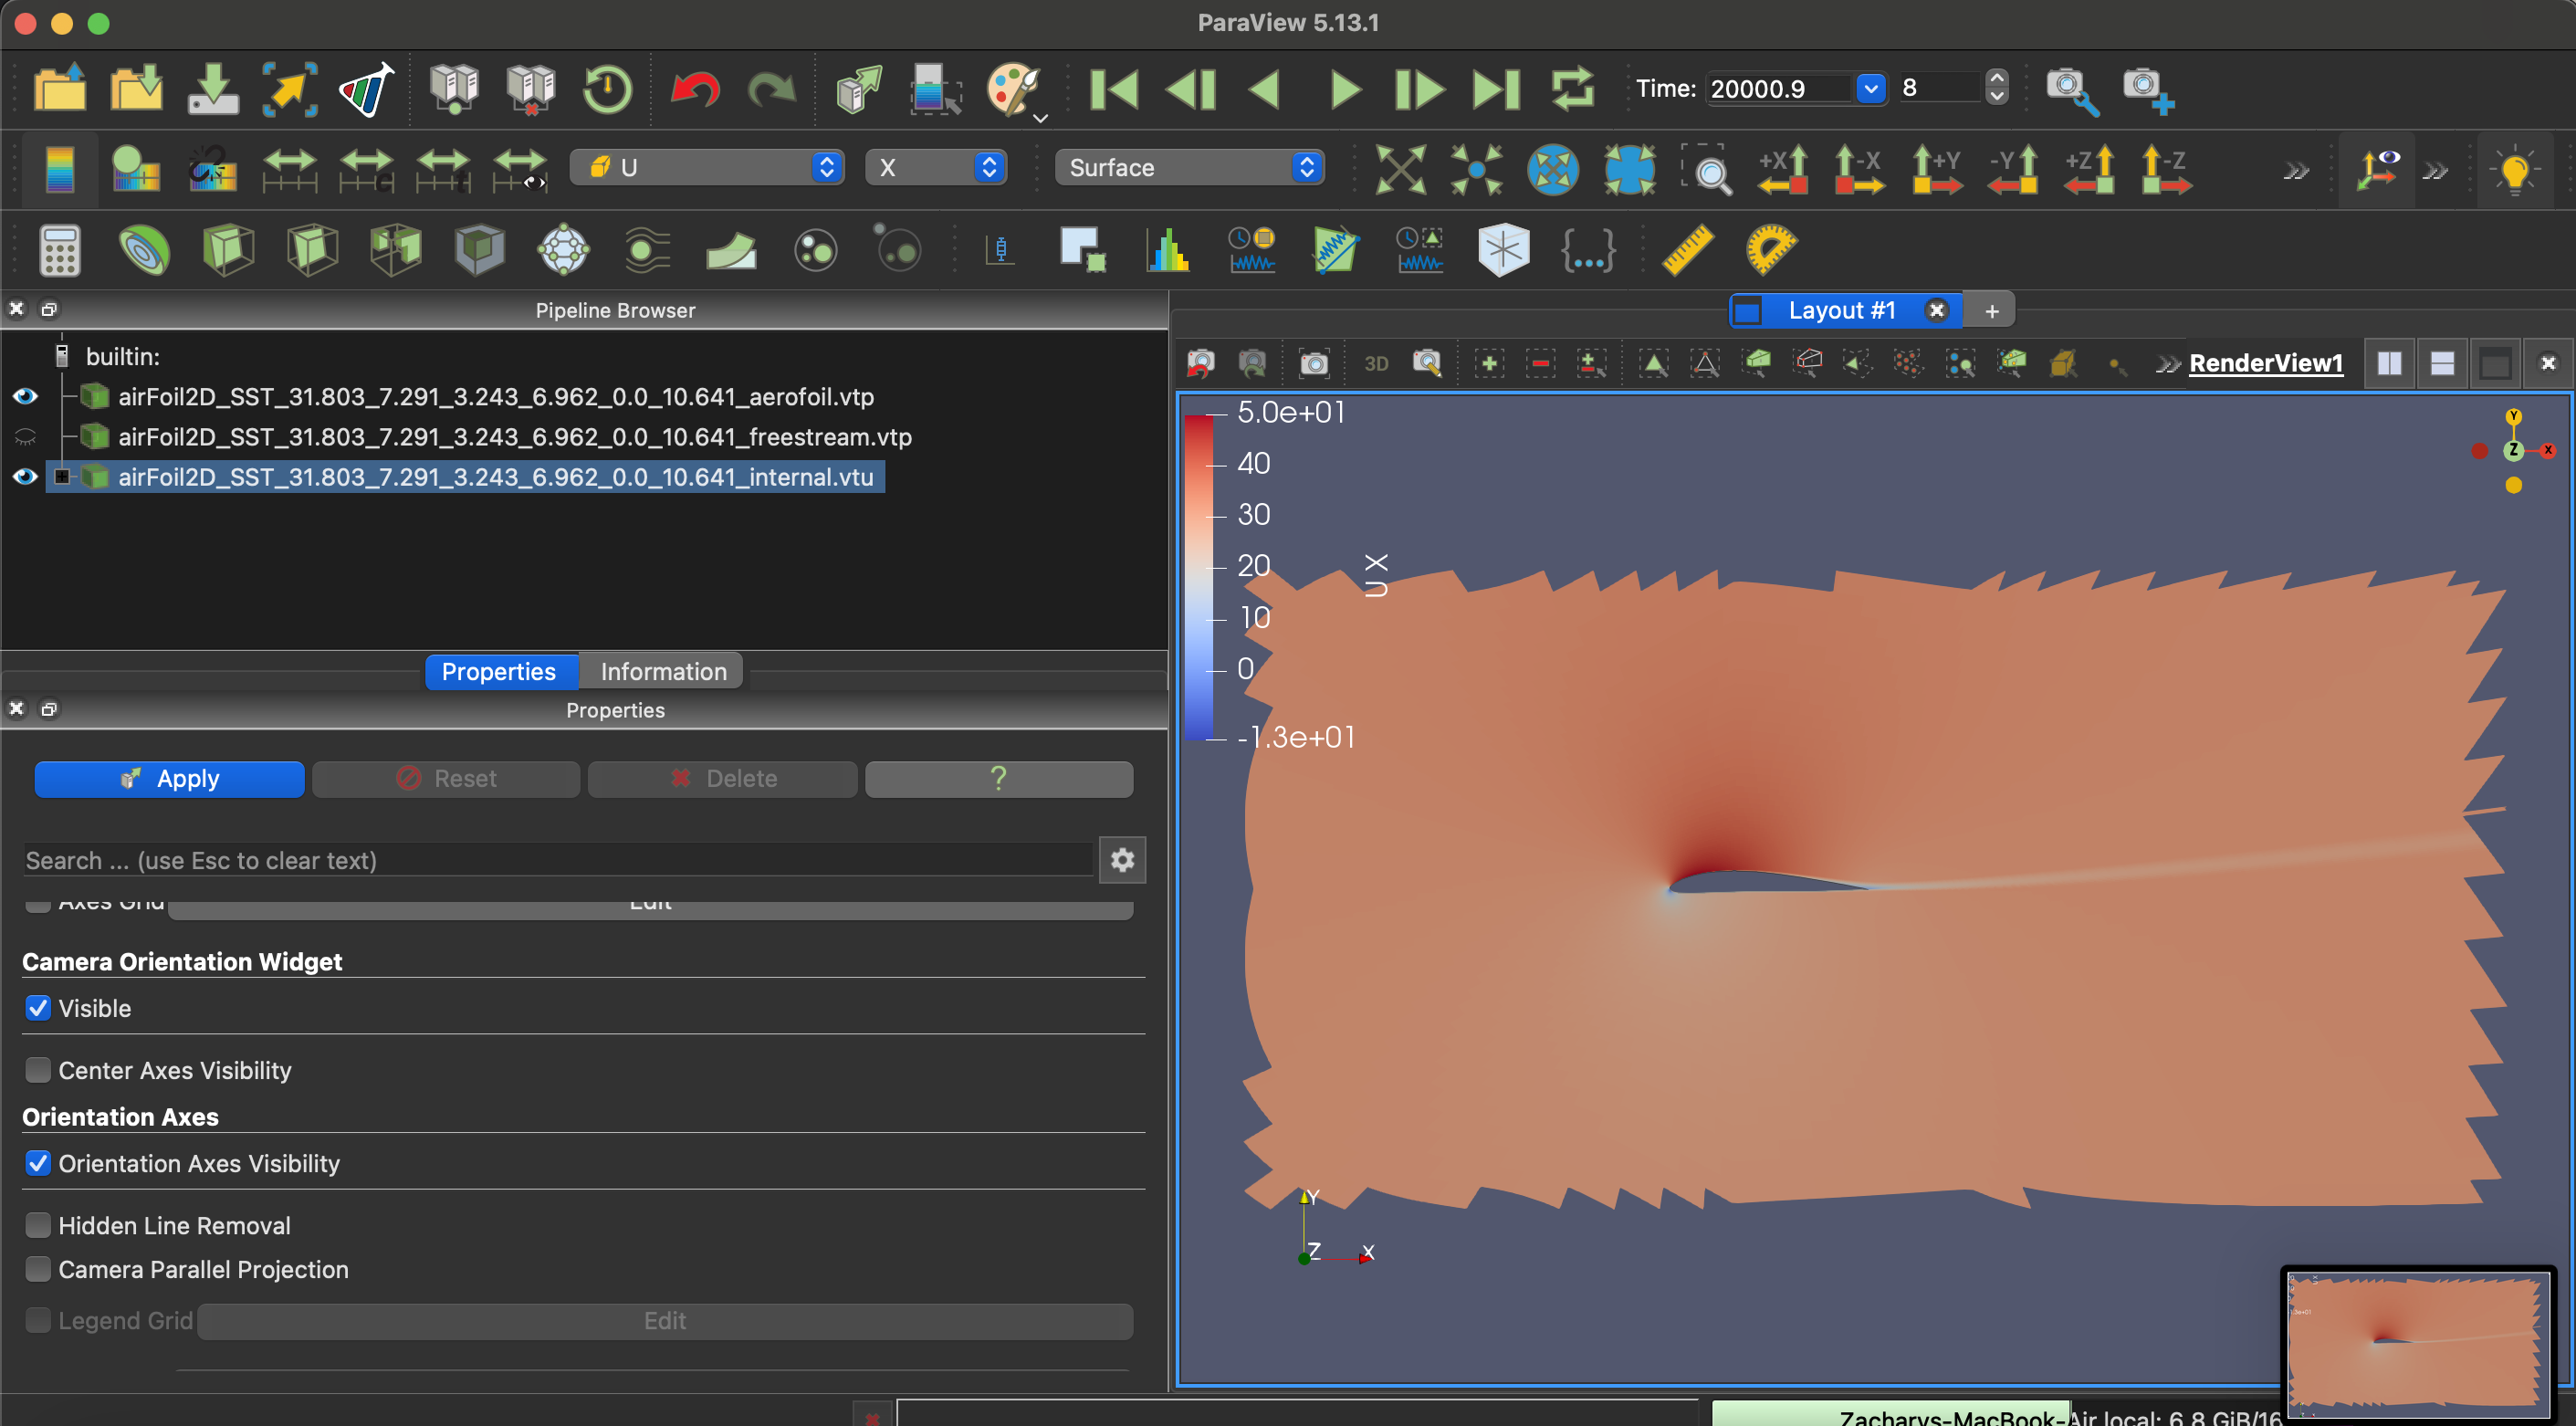 ParaView 5.13.1
Time: 20000.9 8
U X Surface
+X -X +Y -Y +Z -Z
Pipeline Browser
Layout #1 +
builtin:
airFoil2D_SST_31.803_7.291_3.243_6.962_0.0_10.641_aerofoil.vtp
airFoil2D_SST_31.803_7.291_3.243_6.962_0.0_10.641_freestream.vtp
airFoil2D_SST_31.803_7.291_3.243_6.962_0.0_10.641_internal.vtu
3D
RenderView1
5.0e+01
40
30
20
10
0
-1.3e+01
U X
Y
Z X
Properties Information
Properties
Apply Reset Delete ?
Search ... (use Esc to clear text)
Axes Grid Edit
Camera Orientation Widget
Visible
Center Axes Visibility
Orientation Axes
Orientation Axes Visibility
Hidden Line Removal
Camera Parallel Projection
Legend Grid Edit
Y
Z X
Zacharys-MacBook-Air local: 6.8 GiB/16